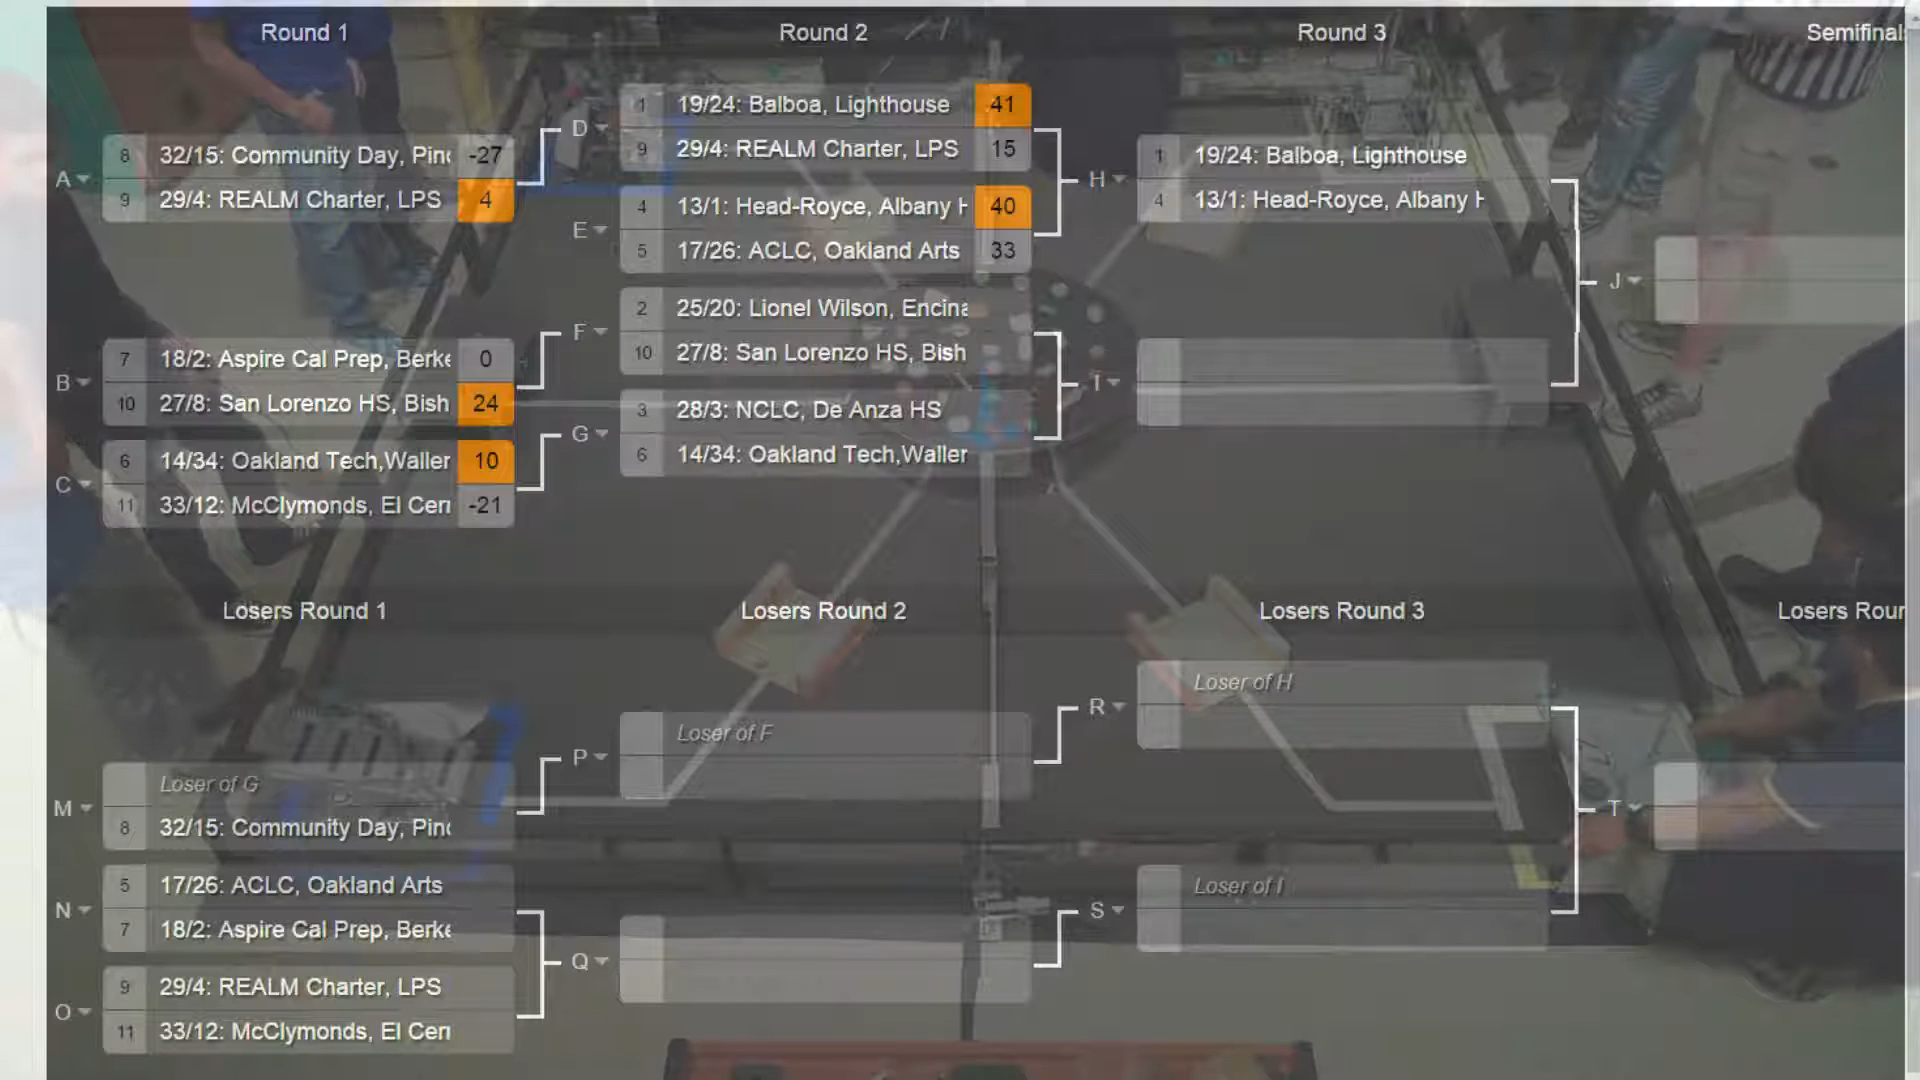 Round 1
Round 2
Round 3
Semifinals
A
8 32/15: Community Day, Pin -27
9 29/4: REALM Charter, LPS 4
B
7 18/2: Aspire Cal Prep, Berke 0
10 27/8: San Lorenzo HS, Bish 24
C
6 14/34: Oakland Tech,Waller 10
11 33/12: McClymonds, El Cerr -21
D
1 19/24: Balboa, Lighthouse 41
9 29/4: REALM Charter, LPS 15
E
4 13/1: Head-Royce, Albany H 40
5 17/26: ACLC, Oakland Arts 33
F
2 25/20: Lionel Wilson, Encina
10 27/8: San Lorenzo HS, Bish
G
3 28/3: NCLC, De Anza HS
6 14/34: Oakland Tech,Waller
H
1 19/24: Balboa, Lighthouse
4 13/1: Head-Royce, Albany H
I
J
Losers Round 1
Losers Round 2
Losers Round 3
Losers Roun
M
Loser of G
8 32/15: Community Day, Pin
N
5 17/26: ACLC, Oakland Arts
7 18/2: Aspire Cal Prep, Berke
O
9 29/4: REALM Charter, LPS
11 33/12: McClymonds, El Cerr
P
Loser of F
Q
R
Loser of H
S
Loser of I
T